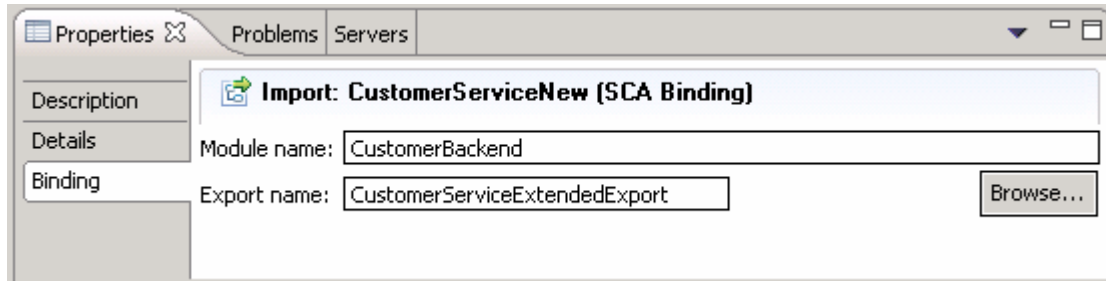 Properties Problems Servers
Import: CustomerServiceNew (SCA Binding)
Description
Details
Binding
Module name: CustomerBackend
Export name: CustomerServiceExtendedExport Browse...